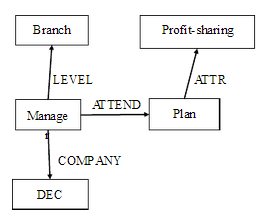 Branch
Profit-sharing
LEVEL
ATTR
ATTEND
Manage
r
Plan
COMPANY
DEC